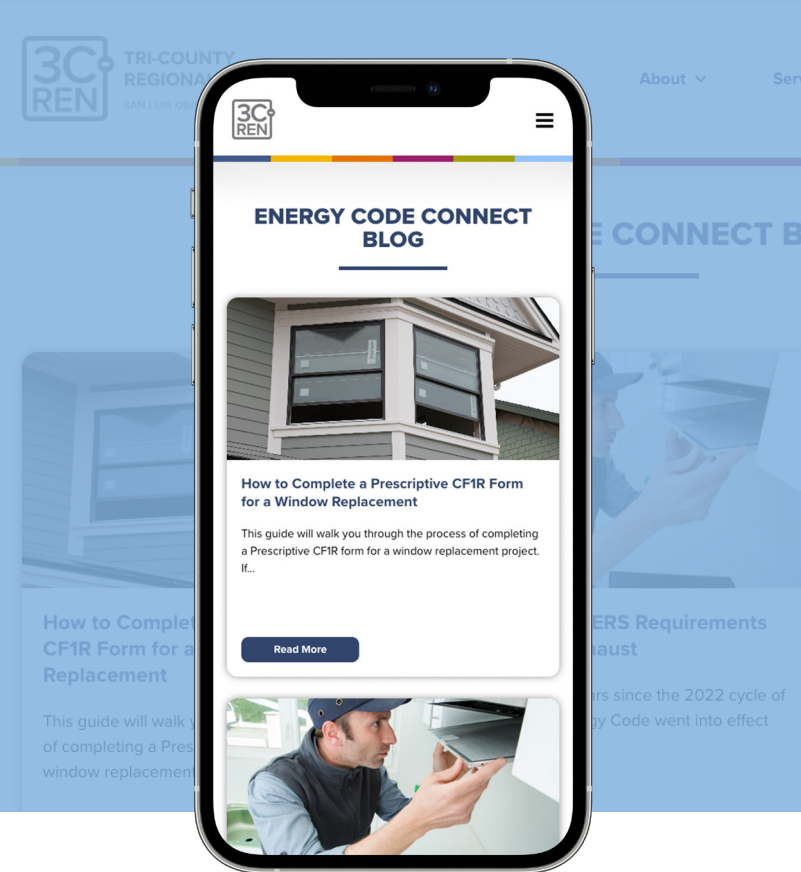 3C
REN
TRI-COUNTY
REGIONA
SAN LUIS OBI
About
Ser
3C
REN
ENERGY CODE CONNECT
BLOG
E CONNECT B
How to Complete a Prescriptive CF1R Form
for a Window Replacement
This guide will walk you through the process of completing
a Prescriptive CF1R form for a window replacement project.
If...
Read More
How to Complet
CF1R Form for a
Replacement
This guide will walk y
of completing a Pres
window replacement
ERS Requirements
haust
rs since the 2022 cycle of
gy Code went into effect